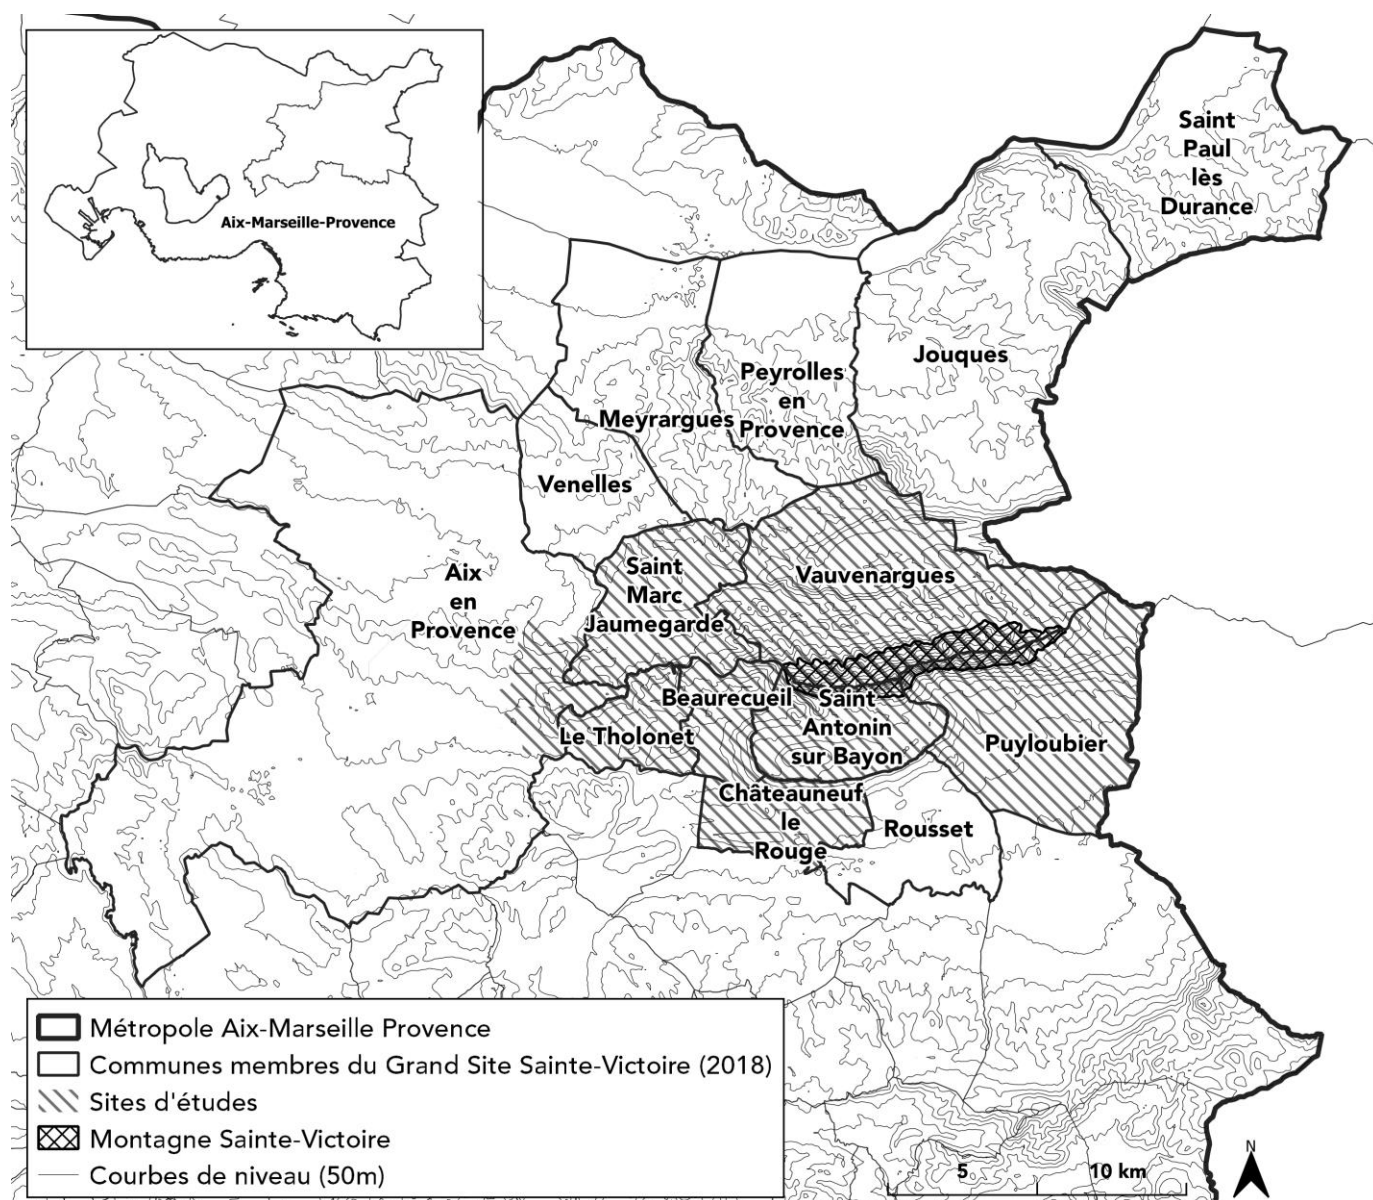 Aix-Marseille-Provence
Saint
Paul
lès
Durance
Jouques
Peyrolles
en
Provence
Meyrargues
Venelles
Aix
en
Provence
Saint
Marc
Jaumegarde
Vauvenargues
Beaurecueil
Le Tholonet
Saint
Antonin
sur Bayon
Puyloubier
Châteauneuf
le
Rouge
Rousset
Métropole Aix-Marseille Provence
Communes membres du Grand Site Sainte-Victoire (2018)
Sites d'études
Montagne Sainte-Victoire
Courbes de niveau (50m)
5
10 km
N